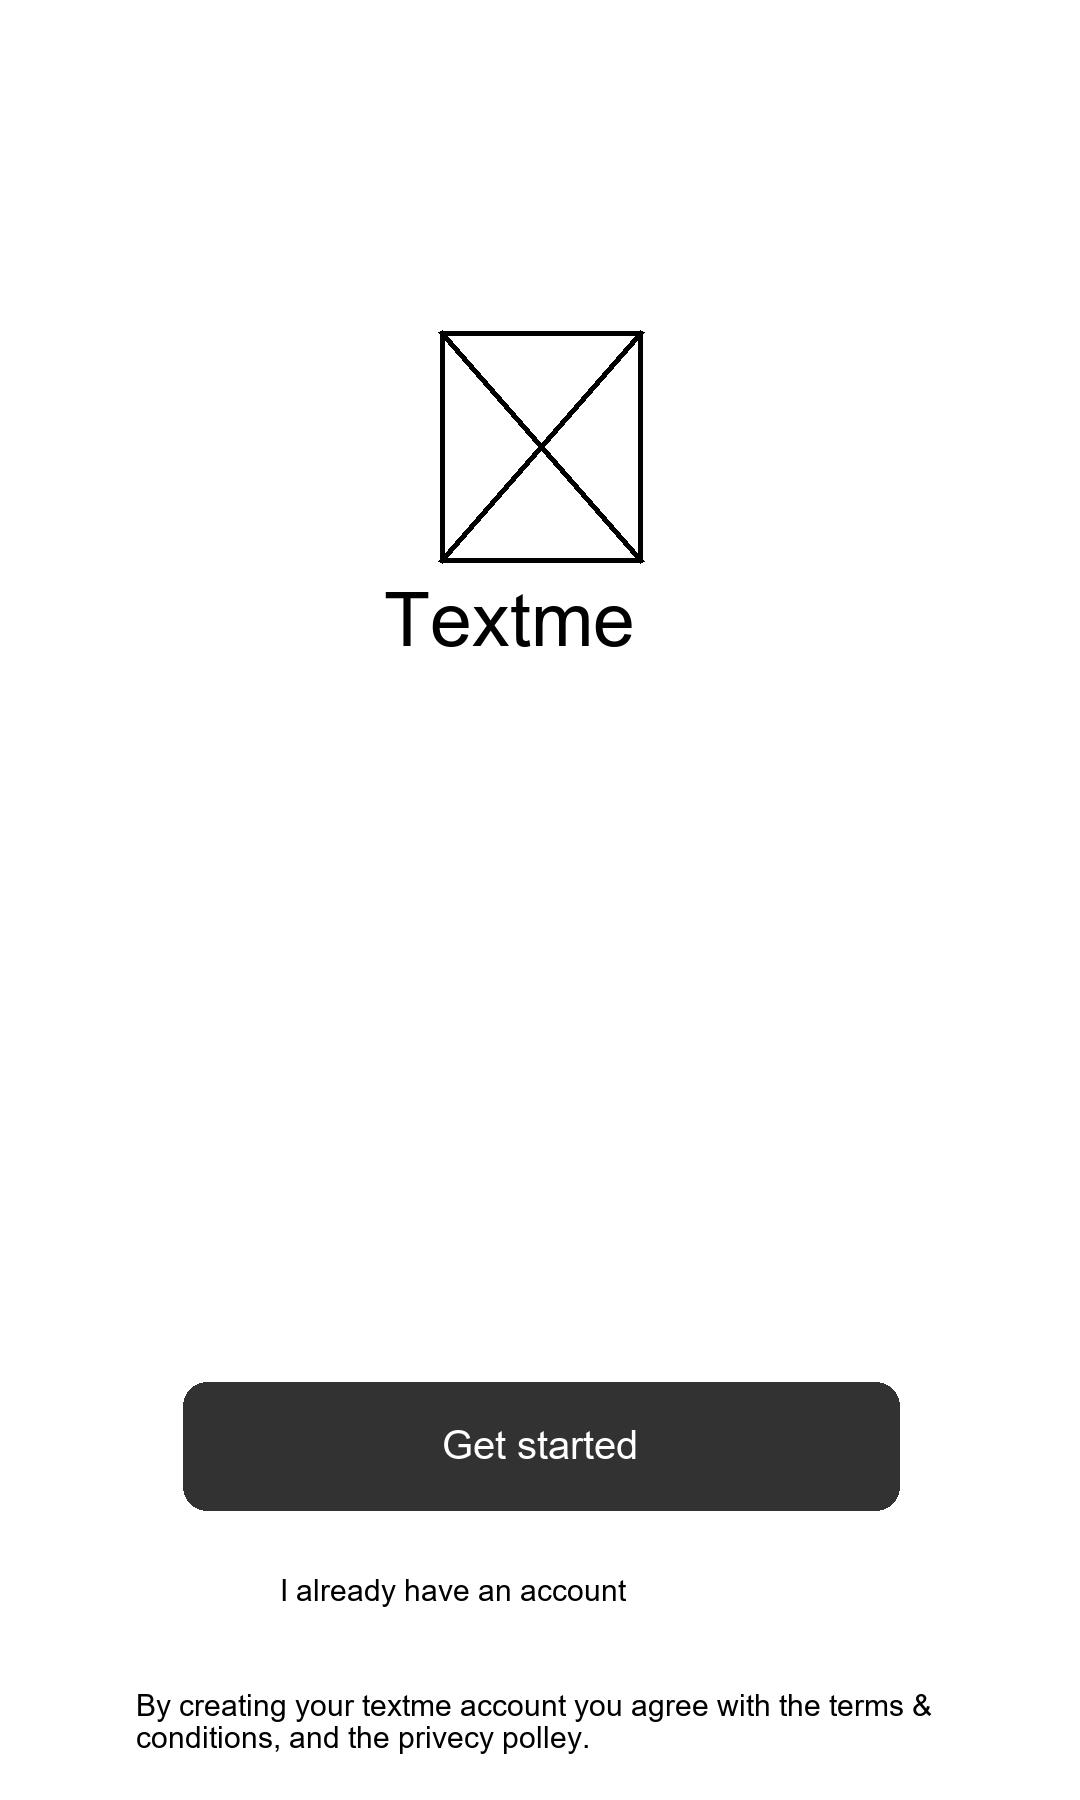 Textme
Get started
I already have an account
By creating your textme account you agree with the terms &
conditions, and the privecy polley.